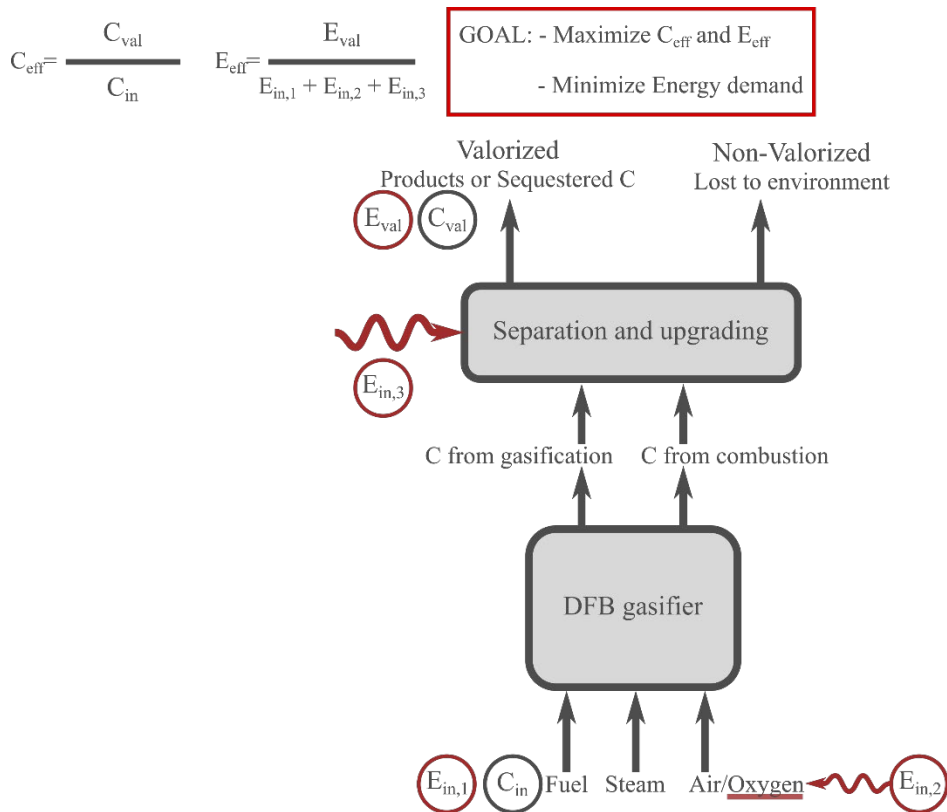 C_eff = C_val / C_in
E_eff = E_val / E_in,1 + E_in,2 + E_in,3
GOAL: - Maximize C_eff and E_eff
- Minimize Energy demand
Valorized
Products or Sequestered C
Non-Valorized
Lost to environment
E_val
C_val
Separation and upgrading
E_in,3
C from gasification
C from combustion
DFB gasifier
E_in,1
C_in
Fuel
Steam
Air/Oxygen
E_in,2